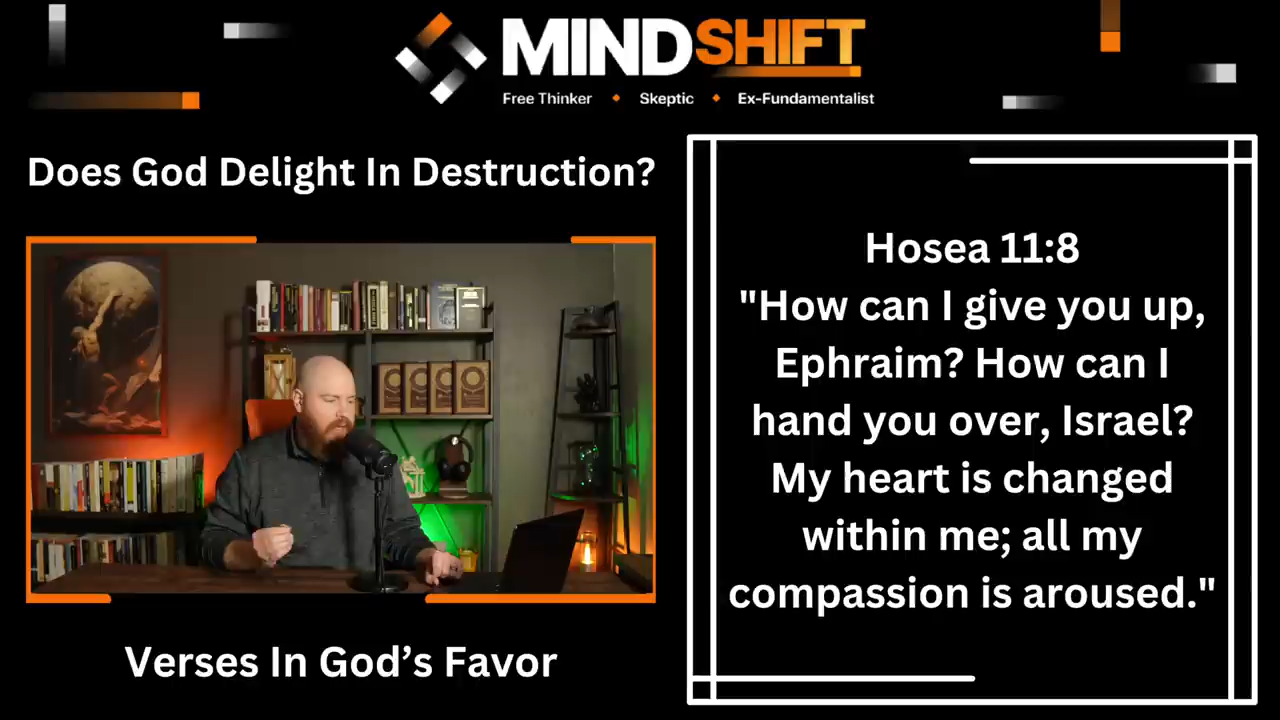 MINDSHIFT
Free Thinker ◆ Skeptic ◆ Ex-Fundamentalist
Does God Delight In Destruction?
Hosea 11:8
"How can I give you up,
Ephraim? How can I
hand you over, Israel?
My heart is changed
within me; all my
compassion is aroused."
Verses In God’s Favor